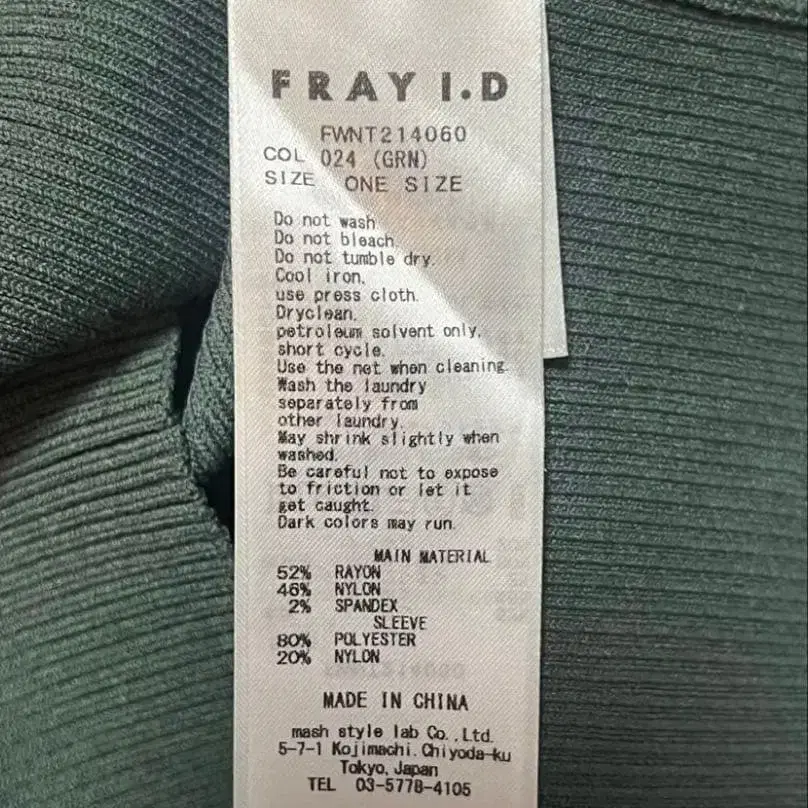 FRAY I.D
FWNT214060
COL 024 (GRN)
SIZE ONE SIZE
Do not wash.
Do not bleach.
Do not tumble dry.
Cool iron.
use press cloth.
Dryclean.
petroleum solvent only.
short cycle.
Use the net when cleaning.
Wash the laundry
separately from
other laundry.
May shrink slightly when
washed.
Be careful not to expose
to friction or let it
get caught.
Dark colors may run.
MAIN MATERIAL
52% RAYON
46% NYLON
2% SPANDEX
SLEEVE
80% POLYESTER
20% NYLON
MADE IN CHINA
mash style lab Co.,Ltd.
5-7-1 Kojimachi.Chiyoda-ku
Tokyo,Japan
TEL 03-5778-4105